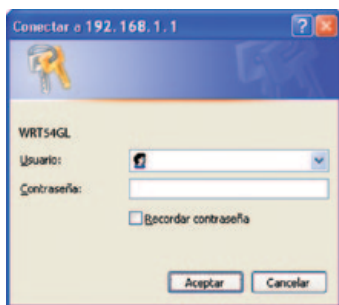 Conectar a 192.168.1.1
WRT54GL
Usuario:
Contraseña:
Recordar contraseña
Aceptar
Cancelar